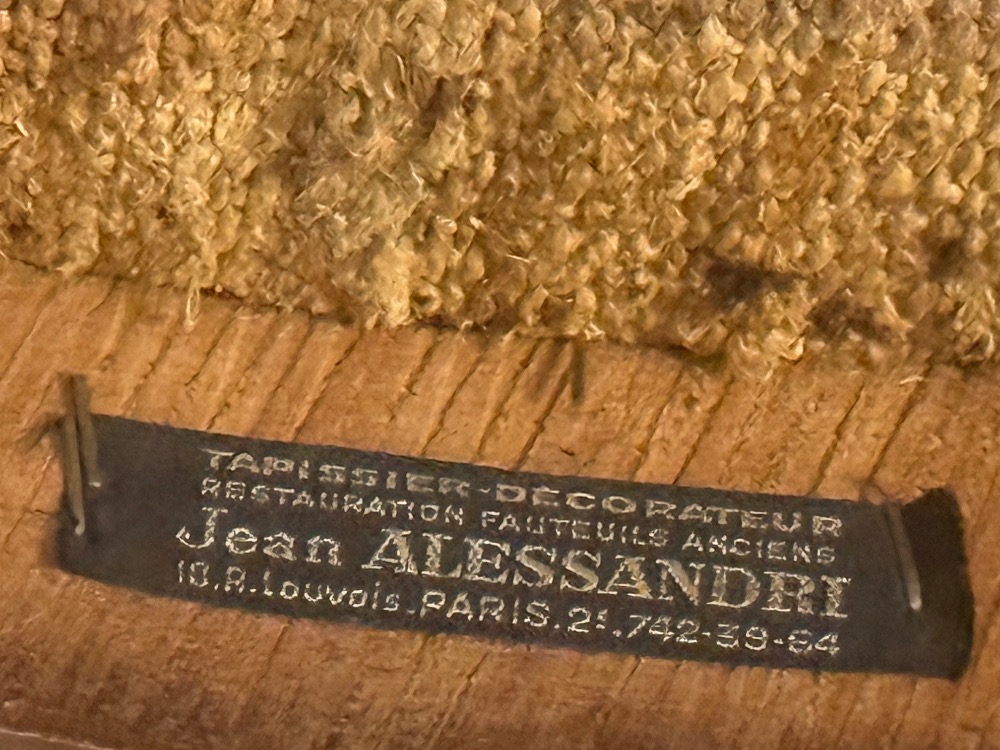 TAPISSIER-DÉCORATEUR
RESTAURATION FAUTEUILS ANCIENS
Jean ALESSANDRI
10.R.Louvois.PARIS.2ᵉ.742-39-64